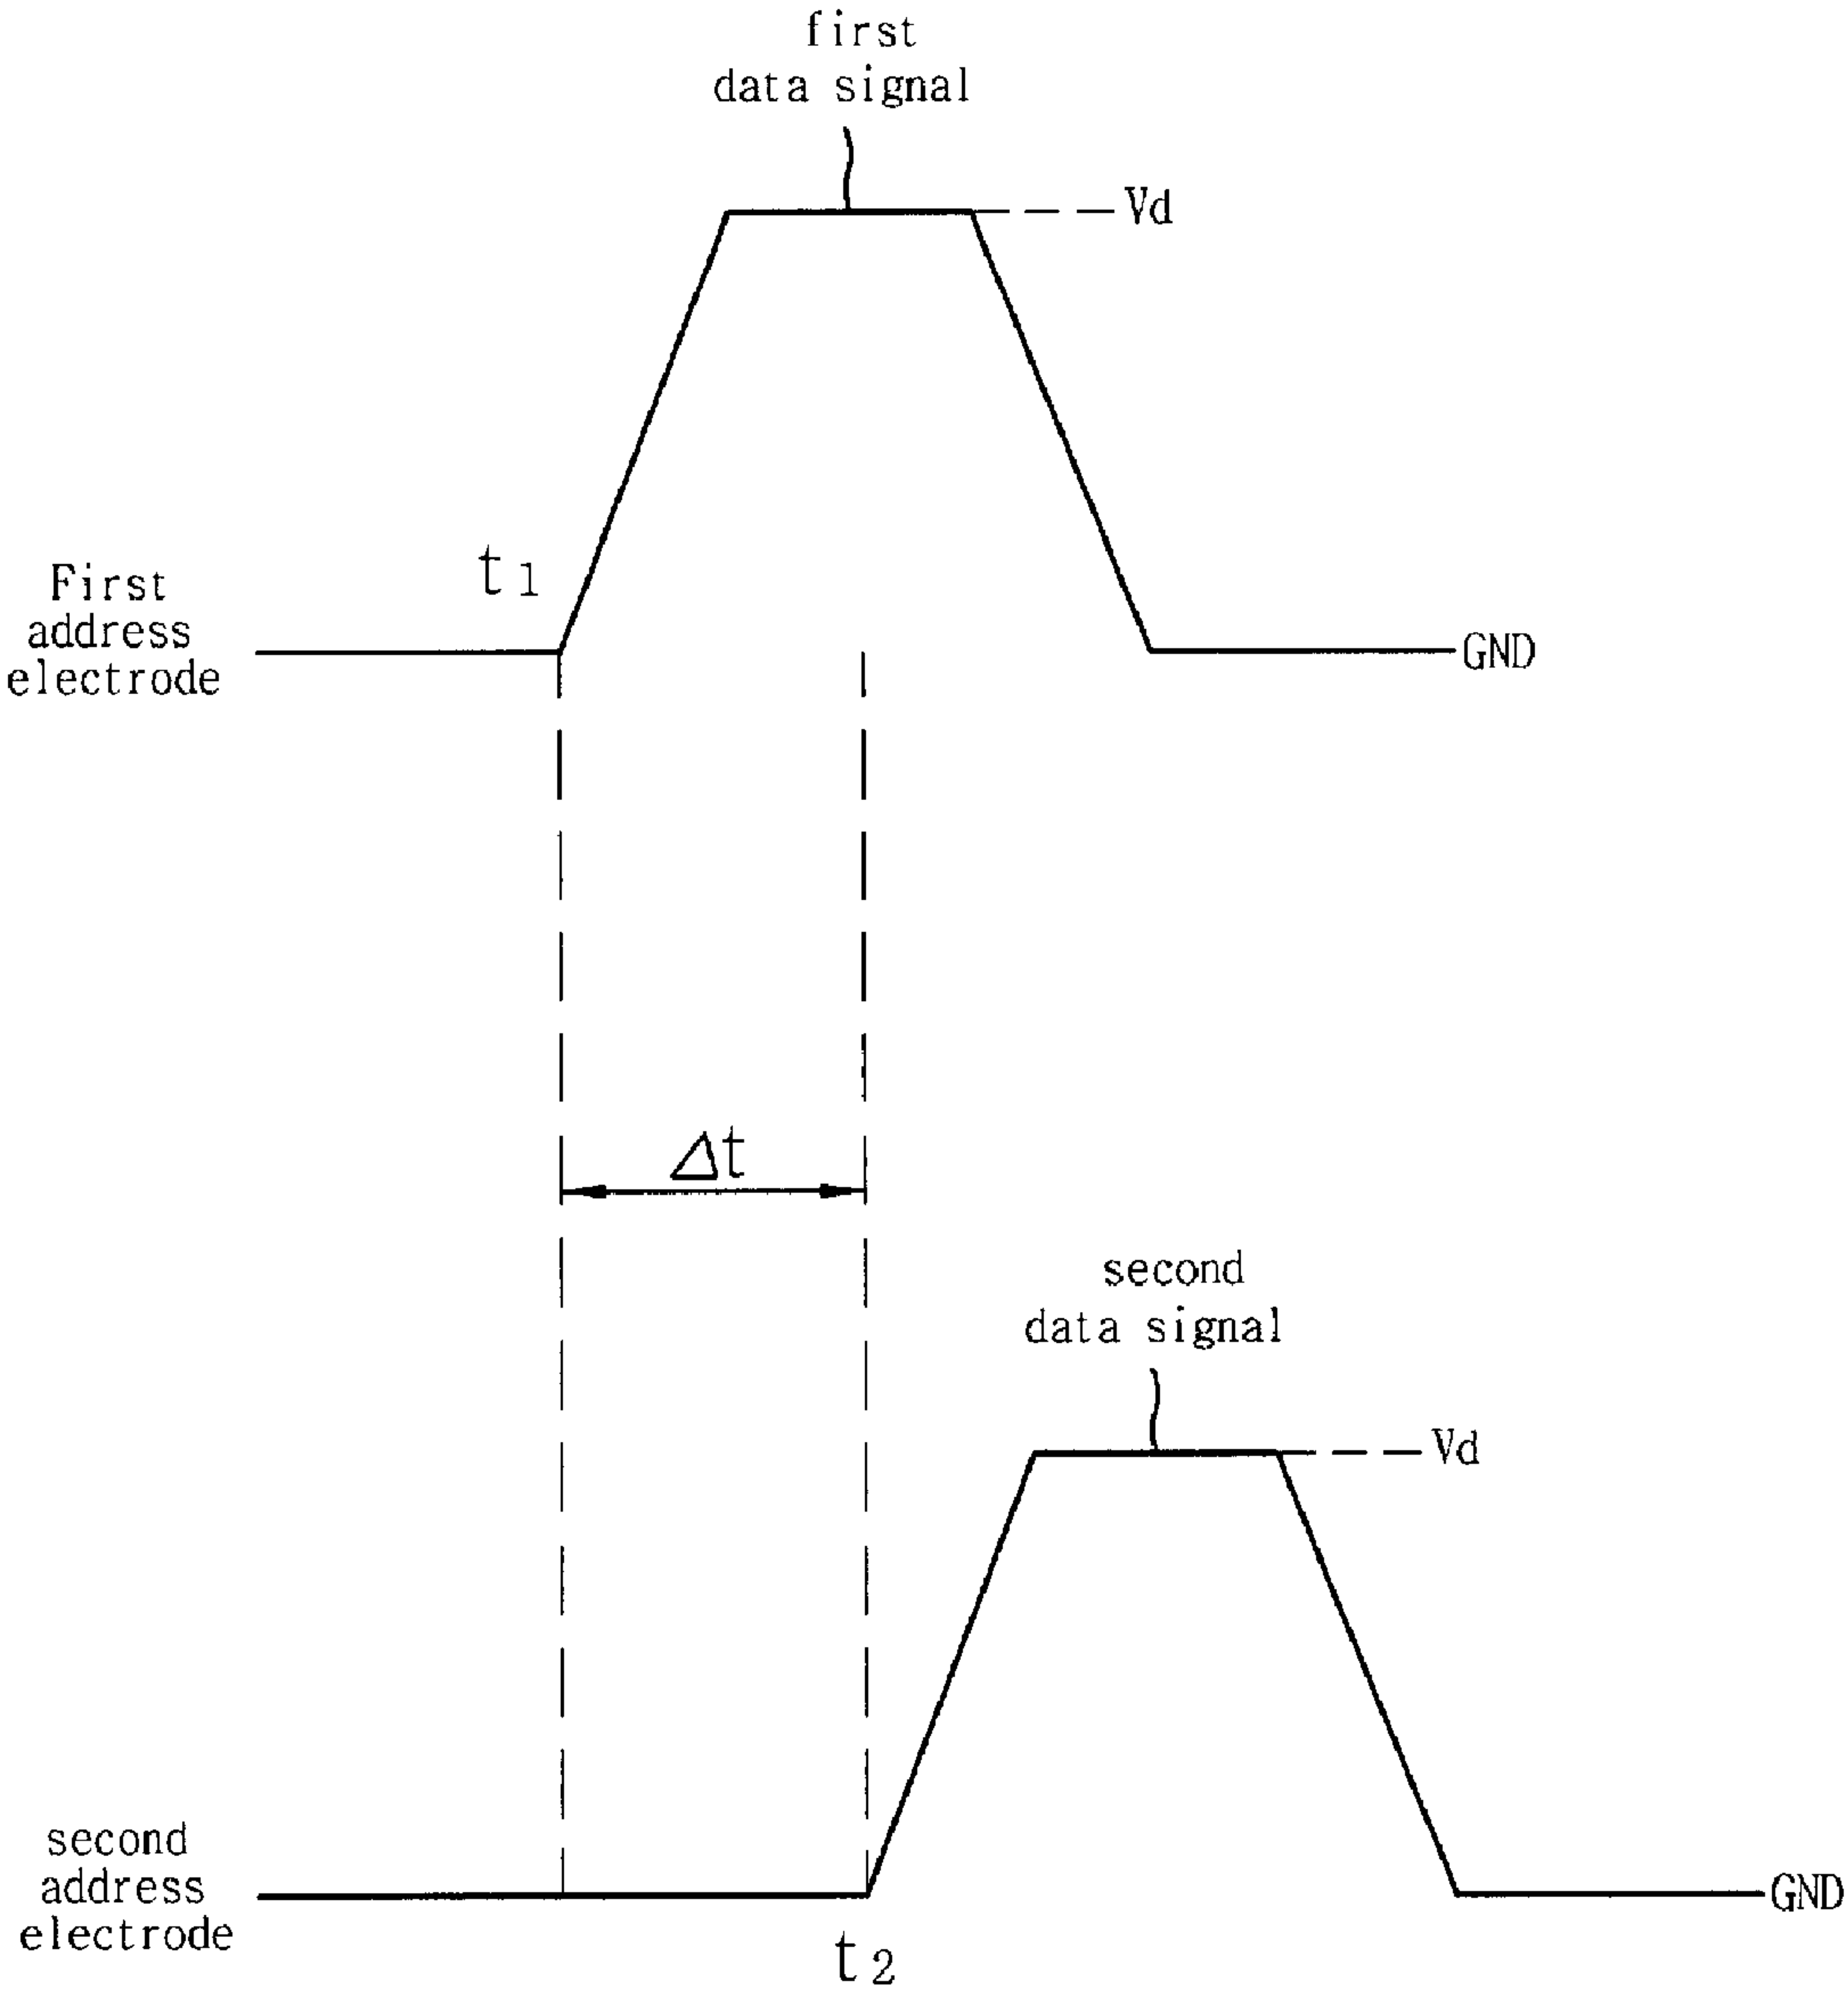 first
data signal
Vd
t1
First
address
electrode
GND
Δt
second
data signal
Vd
second
address
electrode
GND
t2